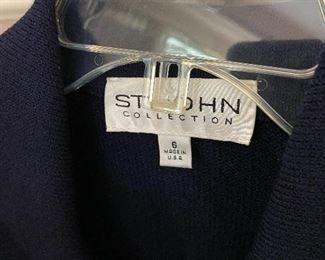 ST. JOHN
COLLECTION
6
MADE IN
U.S.A.